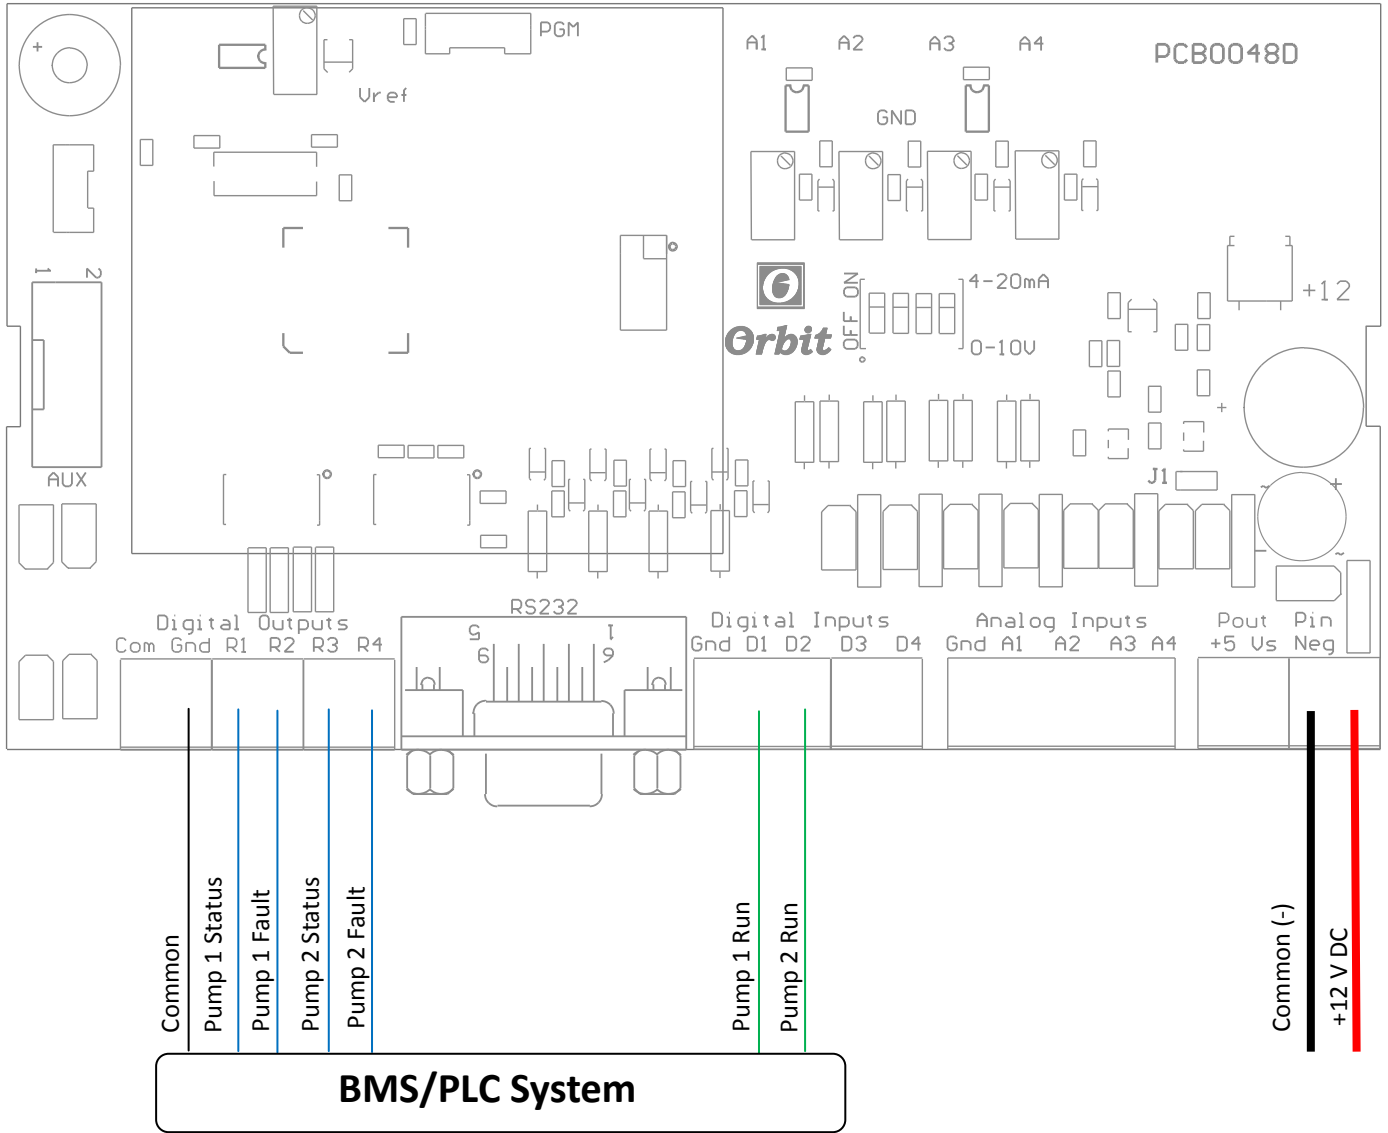 PGM
A1 A2 A3 A4
PCB0048D
+
Vref
GND
1 2
4-20mA
OFF ON
+12
Orbit
0-10V
+
AUX
J1
~ +
- ~
RS232
Digital Outputs
Digital Inputs
Analog Inputs
Pout Pin
Com Gnd R1 R2 R3 R4
5 1
9 6
Gnd D1 D2 D3 D4
Gnd A1 A2 A3 A4
+5 Vs Neg
Common
Pump 1 Status
Pump 1 Fault
Pump 2 Status
Pump 2 Fault
Pump 1 Run
Pump 2 Run
Common (-)
+12 V DC
BMS/PLC System